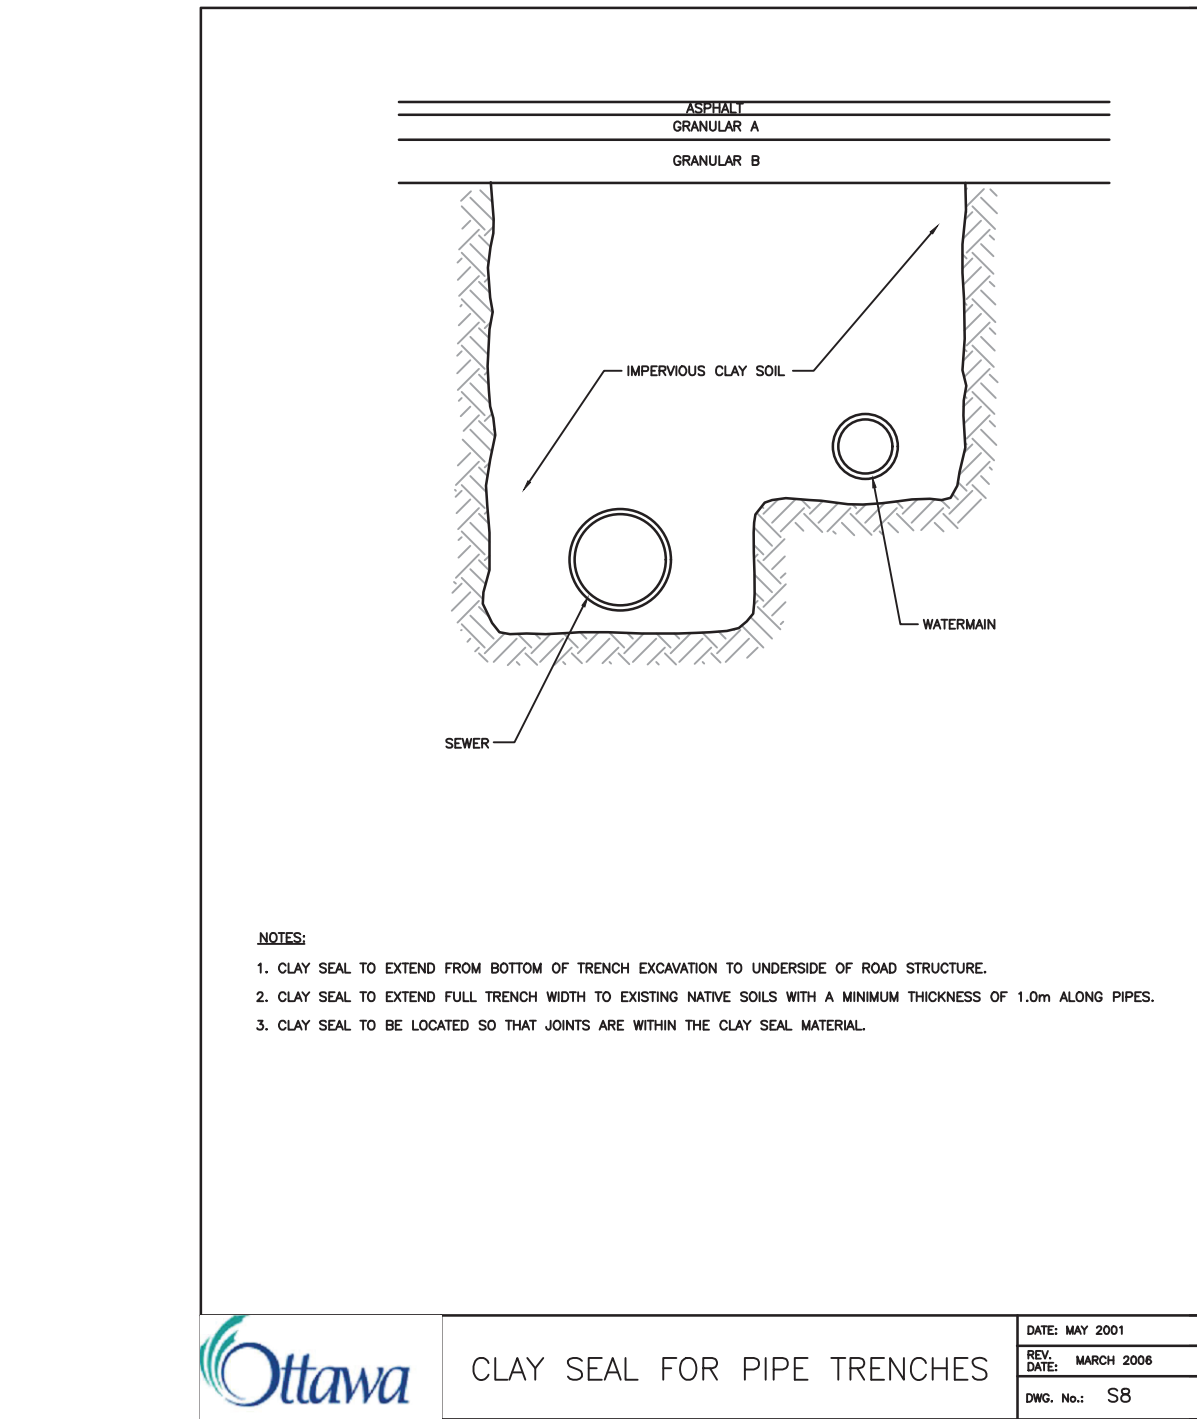 ASPHALT
GRANULAR A
GRANULAR B
IMPERVIOUS CLAY SOIL
WATERMAIN
SEWER
NOTES:
1. CLAY SEAL TO EXTEND FROM BOTTOM OF TRENCH EXCAVATION TO UNDERSIDE OF ROAD STRUCTURE.
2. CLAY SEAL TO EXTEND FULL TRENCH WIDTH TO EXISTING NATIVE SOILS WITH A MINIMUM THICKNESS OF 1.0m ALONG PIPES.
3. CLAY SEAL TO BE LOCATED SO THAT JOINTS ARE WITHIN THE CLAY SEAL MATERIAL.
Ottawa
CLAY SEAL FOR PIPE TRENCHES
DATE: MAY 2001
REV. DATE: MARCH 2006
DWG. No.: S8